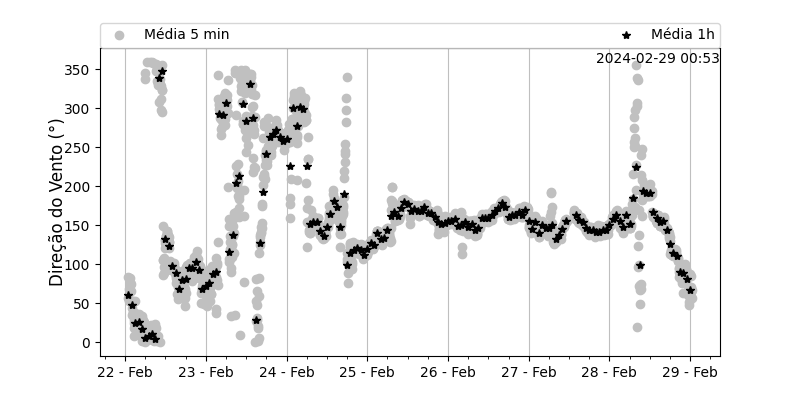 Média 5 min
Média 1h
2024-02-29 00:53
Direção do Vento (°)
350
300
250
200
150
100
50
0
22 - Feb
23 - Feb
24 - Feb
25 - Feb
26 - Feb
27 - Feb
28 - Feb
29 - Feb